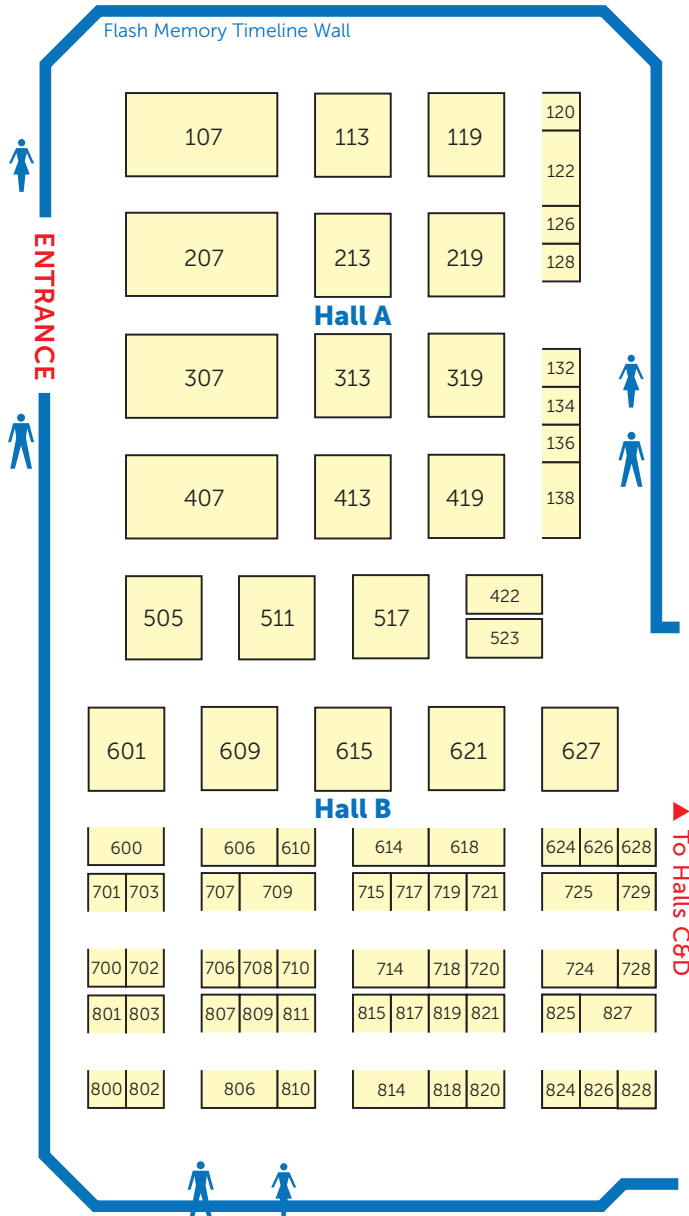 Flash Memory Timeline Wall
107 113 119 120
122
207 213 219 126
128
ENTRANCE
Hall A
307 313 319 132
134
136
407 413 419 138
505 511 517 422
523
601 609 615 621 627
Hall B
▲ To Halls C&D
600 606 610 614 618 624 626 628
701 703 707 709 715 717 719 721 725 729
700 702 706 708 710 714 718 720 724 728
801 803 807 809 811 815 817 819 821 825 827
800 802 806 810 814 818 820 824 826 828